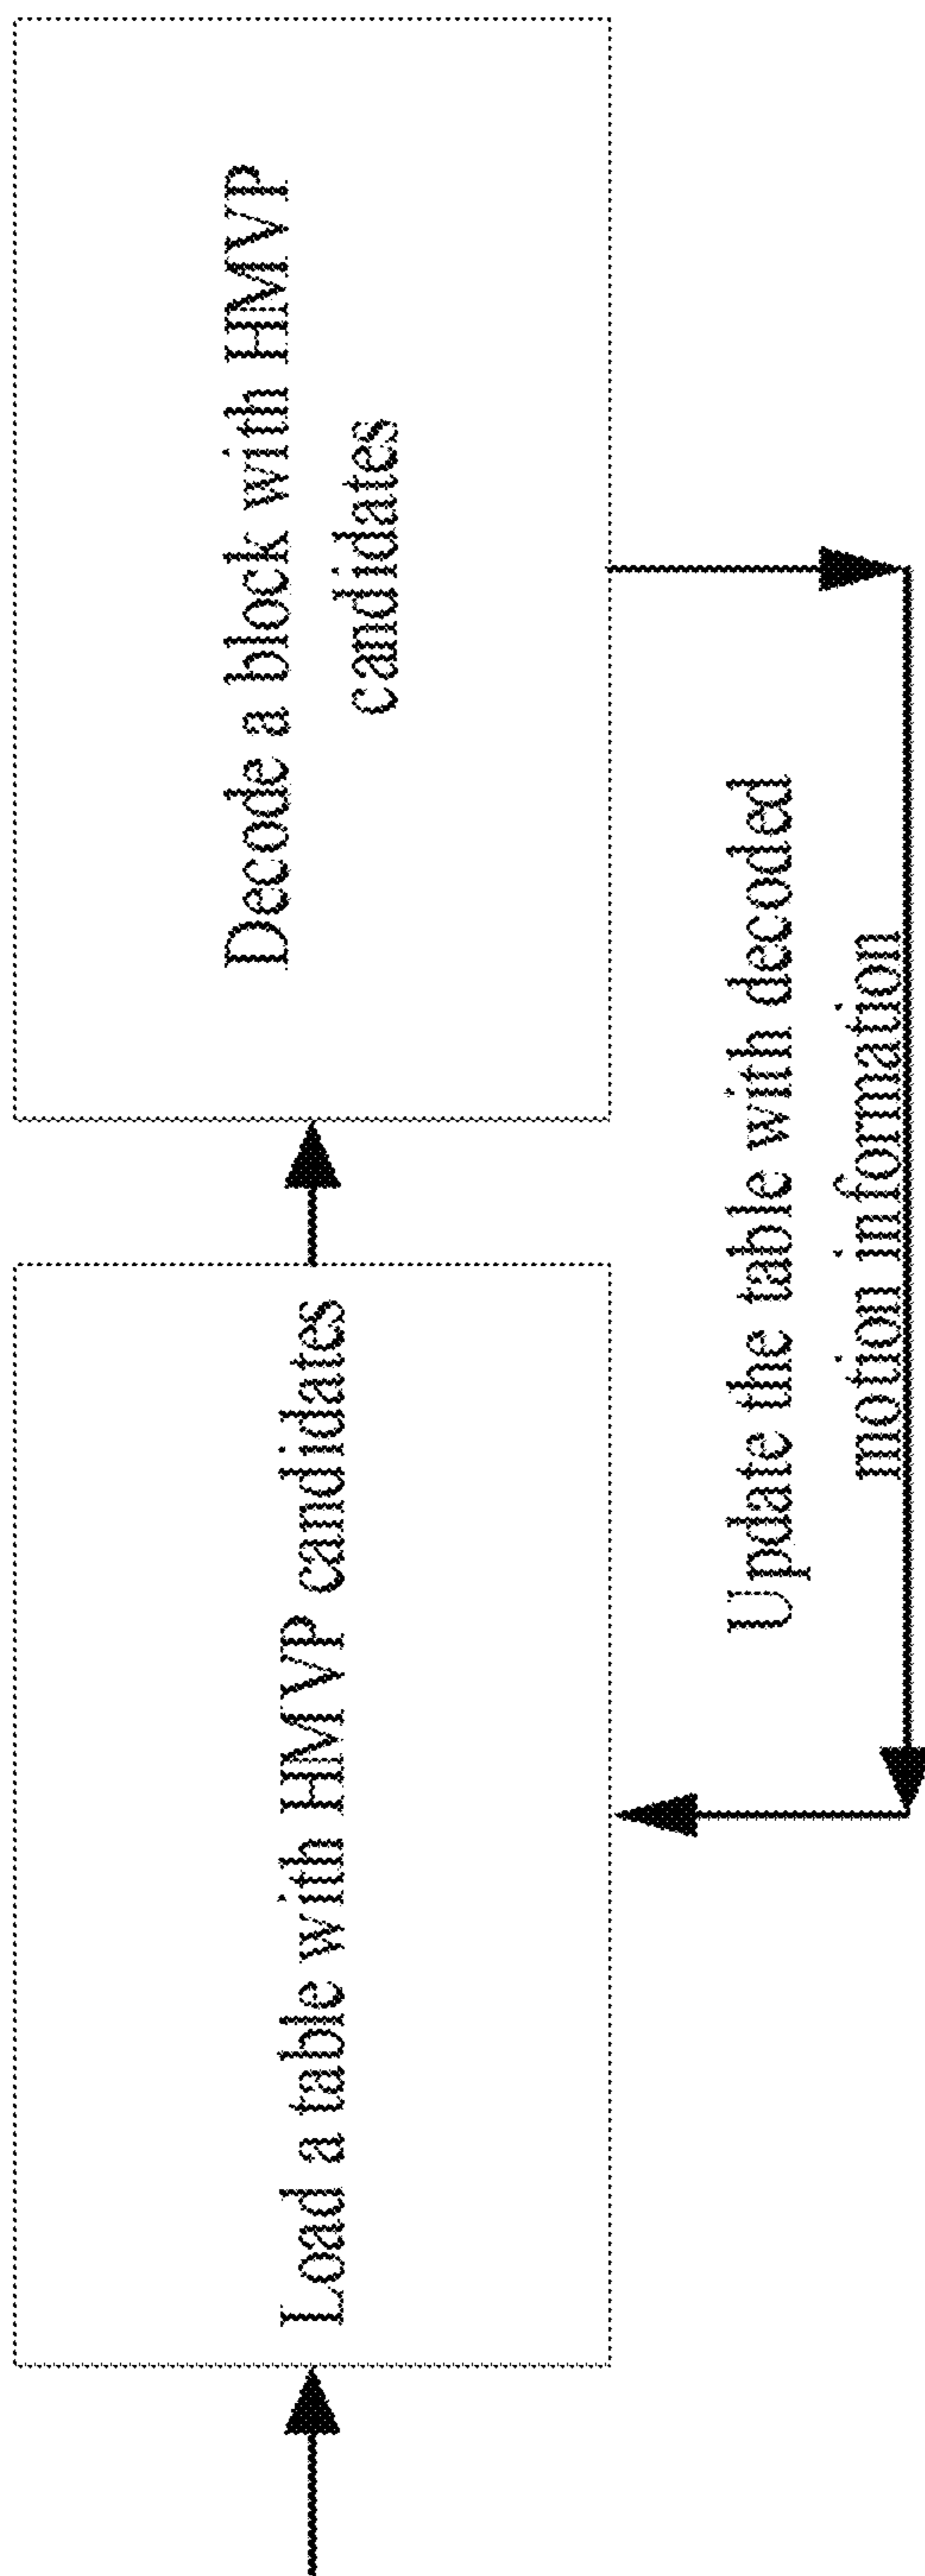 Load a table with HMVP candidates
Decode a block with HMVP
candidates
Update the table with decoded
motion information